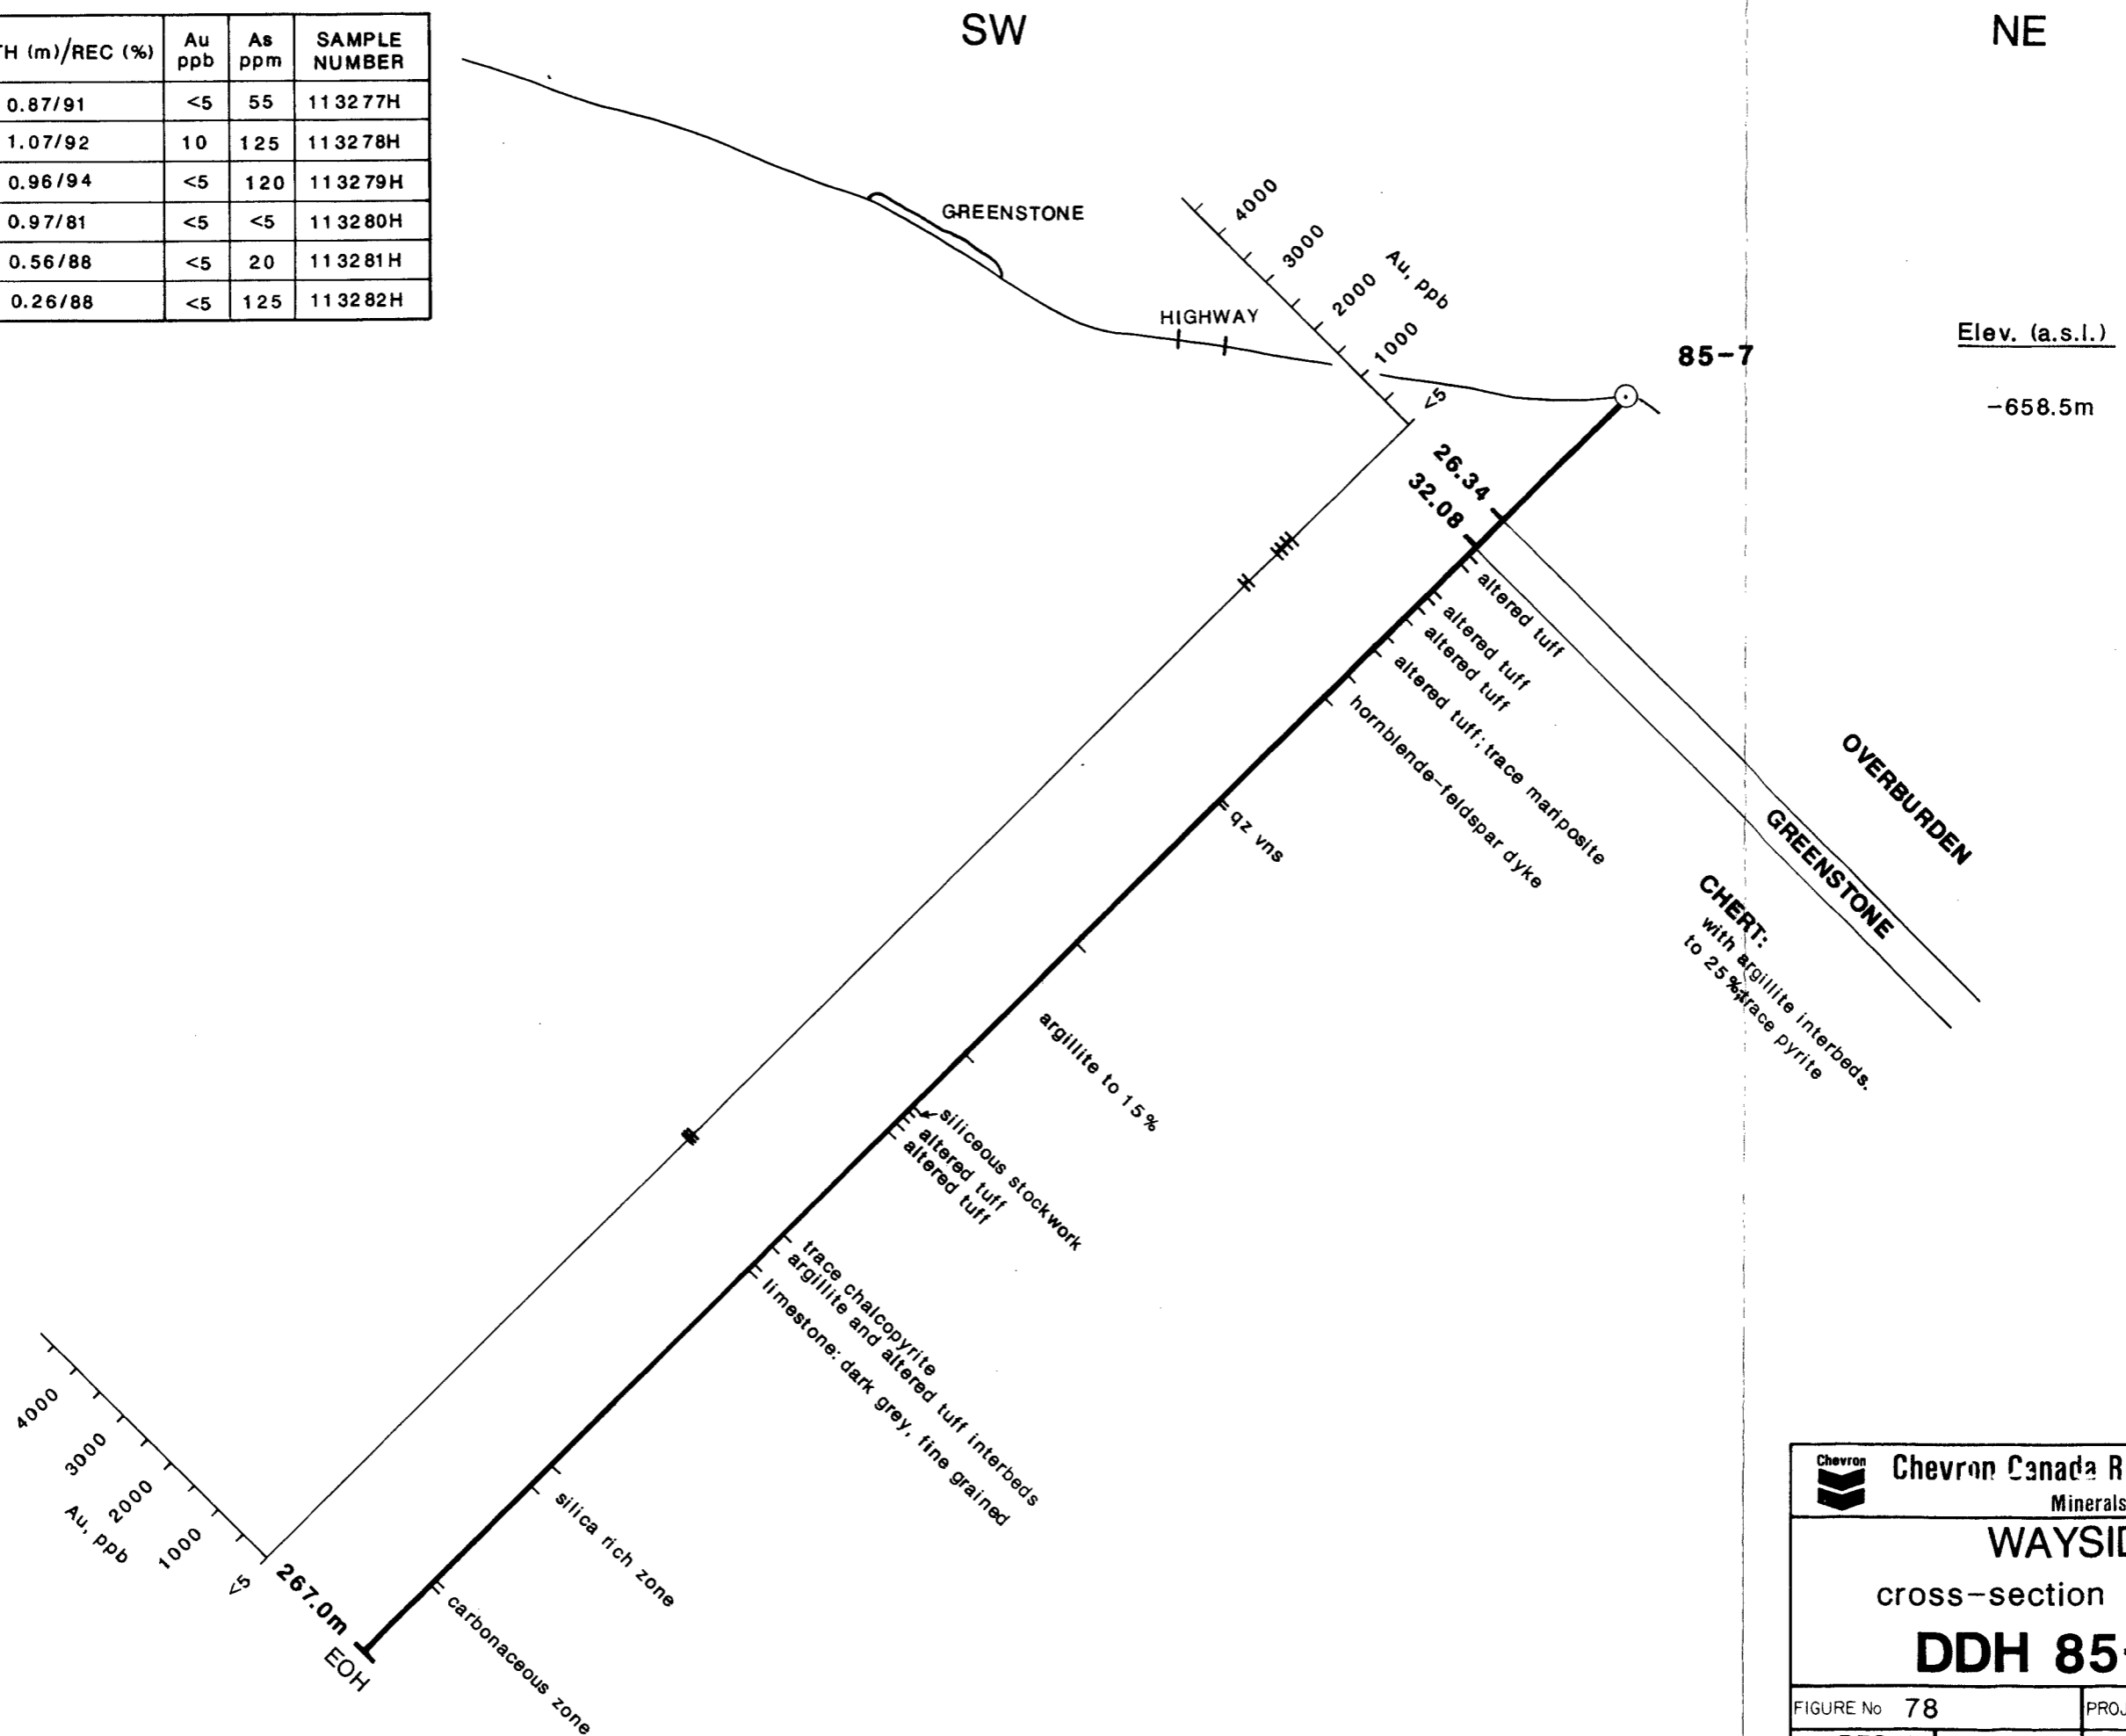 TH (m)/REC (%) Au ppb As ppm SAMPLE NUMBER
0.87/91 <5 55 113277H
1.07/92 10 125 113278H
0.96/94 <5 120 113279H
0.97/81 <5 <5 113280H
0.56/88 <5 20 113281H
0.26/88 <5 125 113282H
SW
NE
GREENSTONE
HIGHWAY
4000
3000
2000
1000
<5
Au, ppb
85-7
Elev. (a.s.l.)
-658.5m
26.34
32.08
altered tuff
altered tuff
altered tuff
altered tuff; trace mariposite
hornblende-feldspar dyke
qz vns
OVERBURDEN
GREENSTONE
CHERT:
with argillite interbeds.
to 25%; trace pyrite
argillite to 15%
siliceous stockwork
altered tuff
altered tuff
trace chalcopyrite
argillite and altered tuff interbeds
limestone: dark grey, fine grained
silica rich zone
carbonaceous zone
4000
3000
2000
1000
<5
Au, ppb
267.0m
EOH
Chevron
Chevron Canada R
Minerals
WAYSID
cross-section
DDH 85-
FIGURE No 78
PROJ